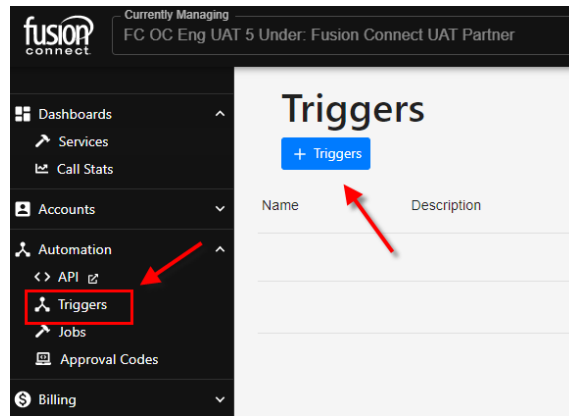 fusion
connect
Currently Managing
FC OC Eng UAT 5 Under: Fusion Connect UAT Partner
Dashboards
Services
Call Stats
Accounts
Automation
<> API
Triggers
Jobs
Approval Codes
Billing
Triggers
+ Triggers
Name Description